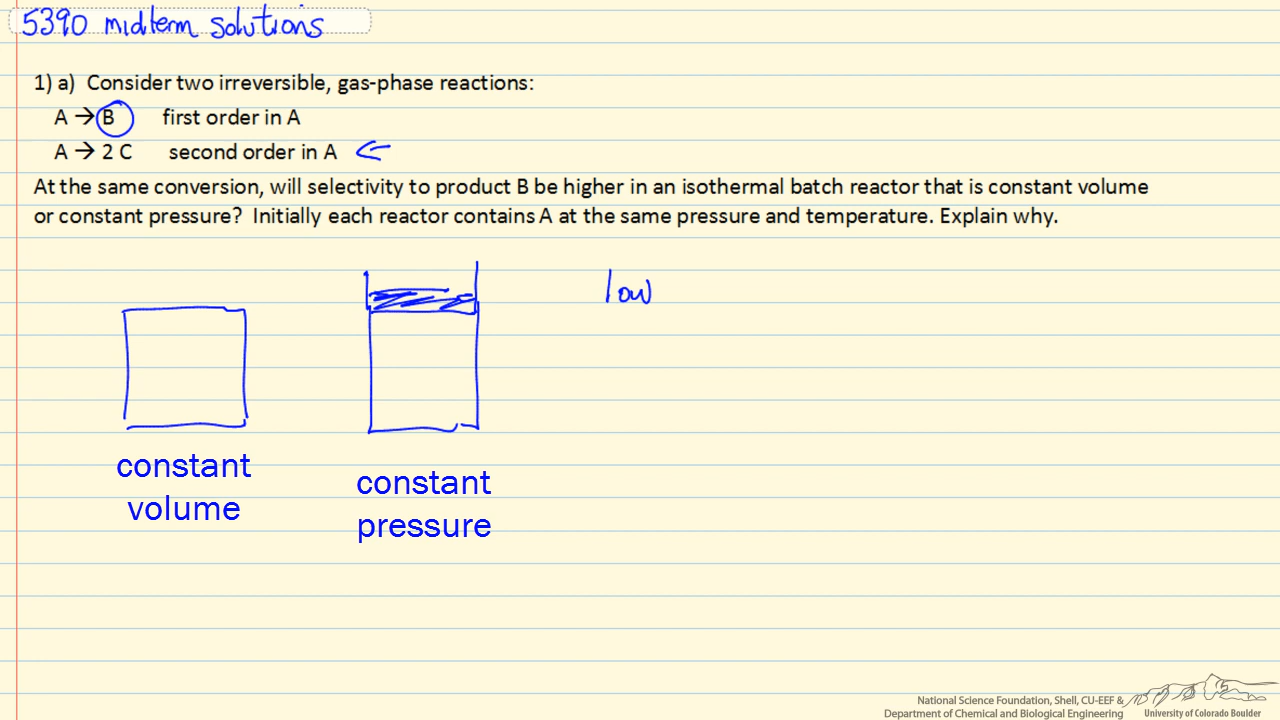 5390 midterm solutions
1) a) Consider two irreversible, gas-phase reactions:
A → B first order in A
A → 2 C second order in A
At the same conversion, will selectivity to product B be higher in an isothermal batch reactor that is constant volume
or constant pressure? Initially each reactor contains A at the same pressure and temperature. Explain why.
low
constant
volume
constant
pressure
National Science Foundation, Shell, CU-EEF &
Department of Chemical and Biological Engineering
University of Colorado Boulder